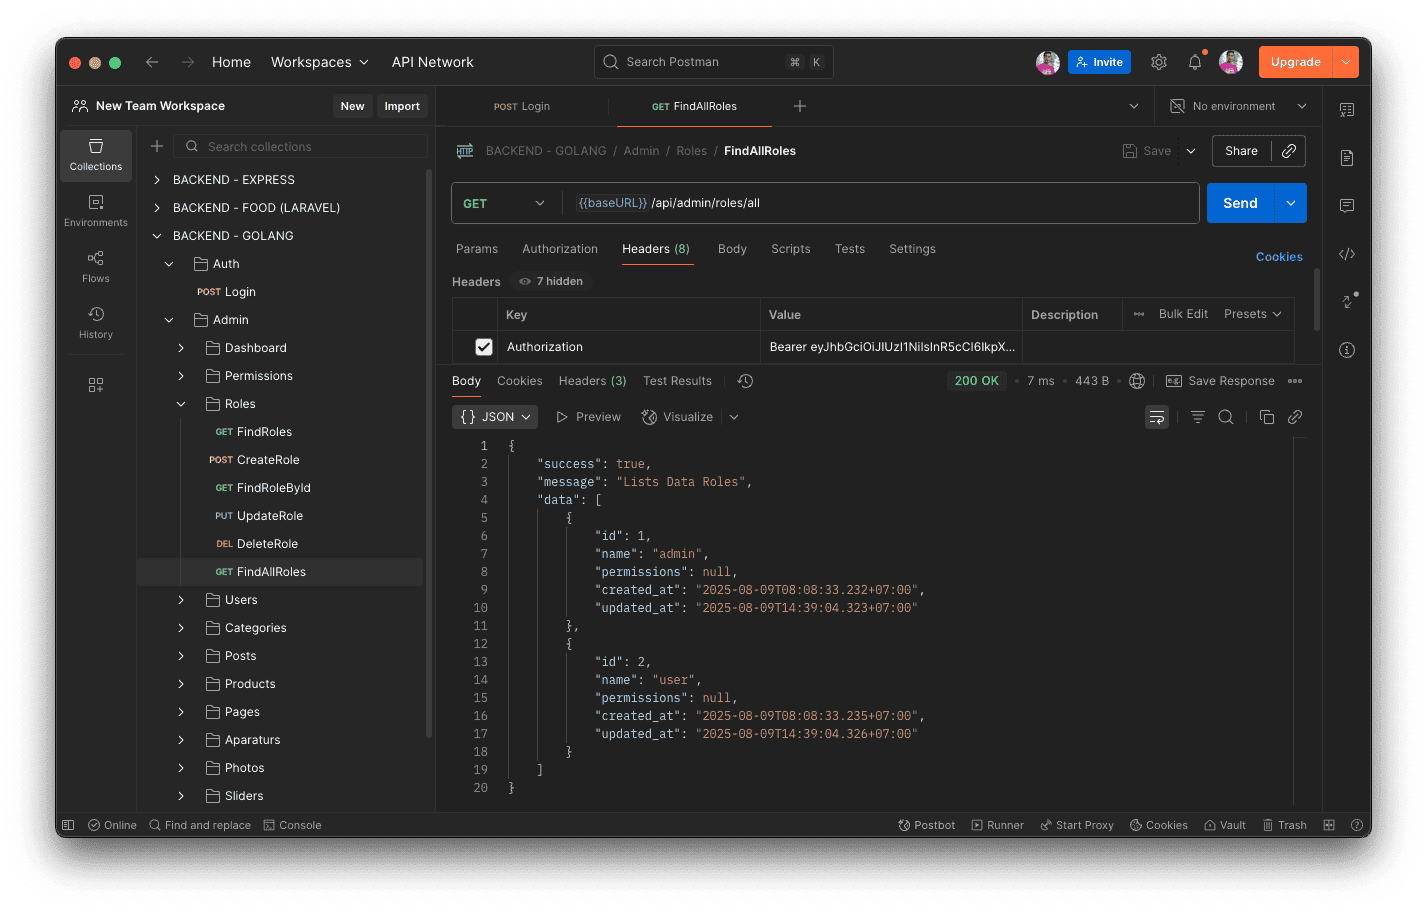 Home
Workspaces
API Network
Search Postman
⌘ K
Invite
Upgrade
New Team Workspace
New
Import
POST Login
GET FindAllRoles
No environment
Collections
Environments
Flows
History
Search collections
BACKEND - EXPRESS
BACKEND - FOOD (LARAVEL)
BACKEND - GOLANG
Auth
POST Login
Admin
Dashboard
Permissions
Roles
GET FindRoles
POST CreateRole
GET FindRoleById
PUT UpdateRole
DEL DeleteRole
GET FindAllRoles
Users
Categories
Posts
Products
Pages
Aparaturs
Photos
Sliders
HTTP BACKEND - GOLANG / Admin / Roles / FindAllRoles
Save
Share
GET {{baseURL}} /api/admin/roles/all
Send
Params Authorization Headers (8) Body Scripts Tests Settings
Cookies
Headers 7 hidden
Key Value Description Bulk Edit Presets
Authorization Bearer eyJhbGciOiJIUzI1NiIsInR5cCI6IkpX...
Body Cookies Headers (3) Test Results
200 OK • 7 ms • 443 B
e.g. Save Response
{} JSON Preview Visualize
1 {
2 "success": true,
3 "message": "Lists Data Roles",
4 "data": [
5 {
6 "id": 1,
7 "name": "admin",
8 "permissions": null,
9 "created_at": "2025-08-09T08:08:33.232+07:00",
10 "updated_at": "2025-08-09T14:39:04.323+07:00"
11 },
12 {
13 "id": 2,
14 "name": "user",
15 "permissions": null,
16 "created_at": "2025-08-09T08:08:33.235+07:00",
17 "updated_at": "2025-08-09T14:39:04.326+07:00"
18 }
19 ]
20 }
Online
Find and replace
Console
Postbot
Runner
Start Proxy
Cookies
Vault
Trash